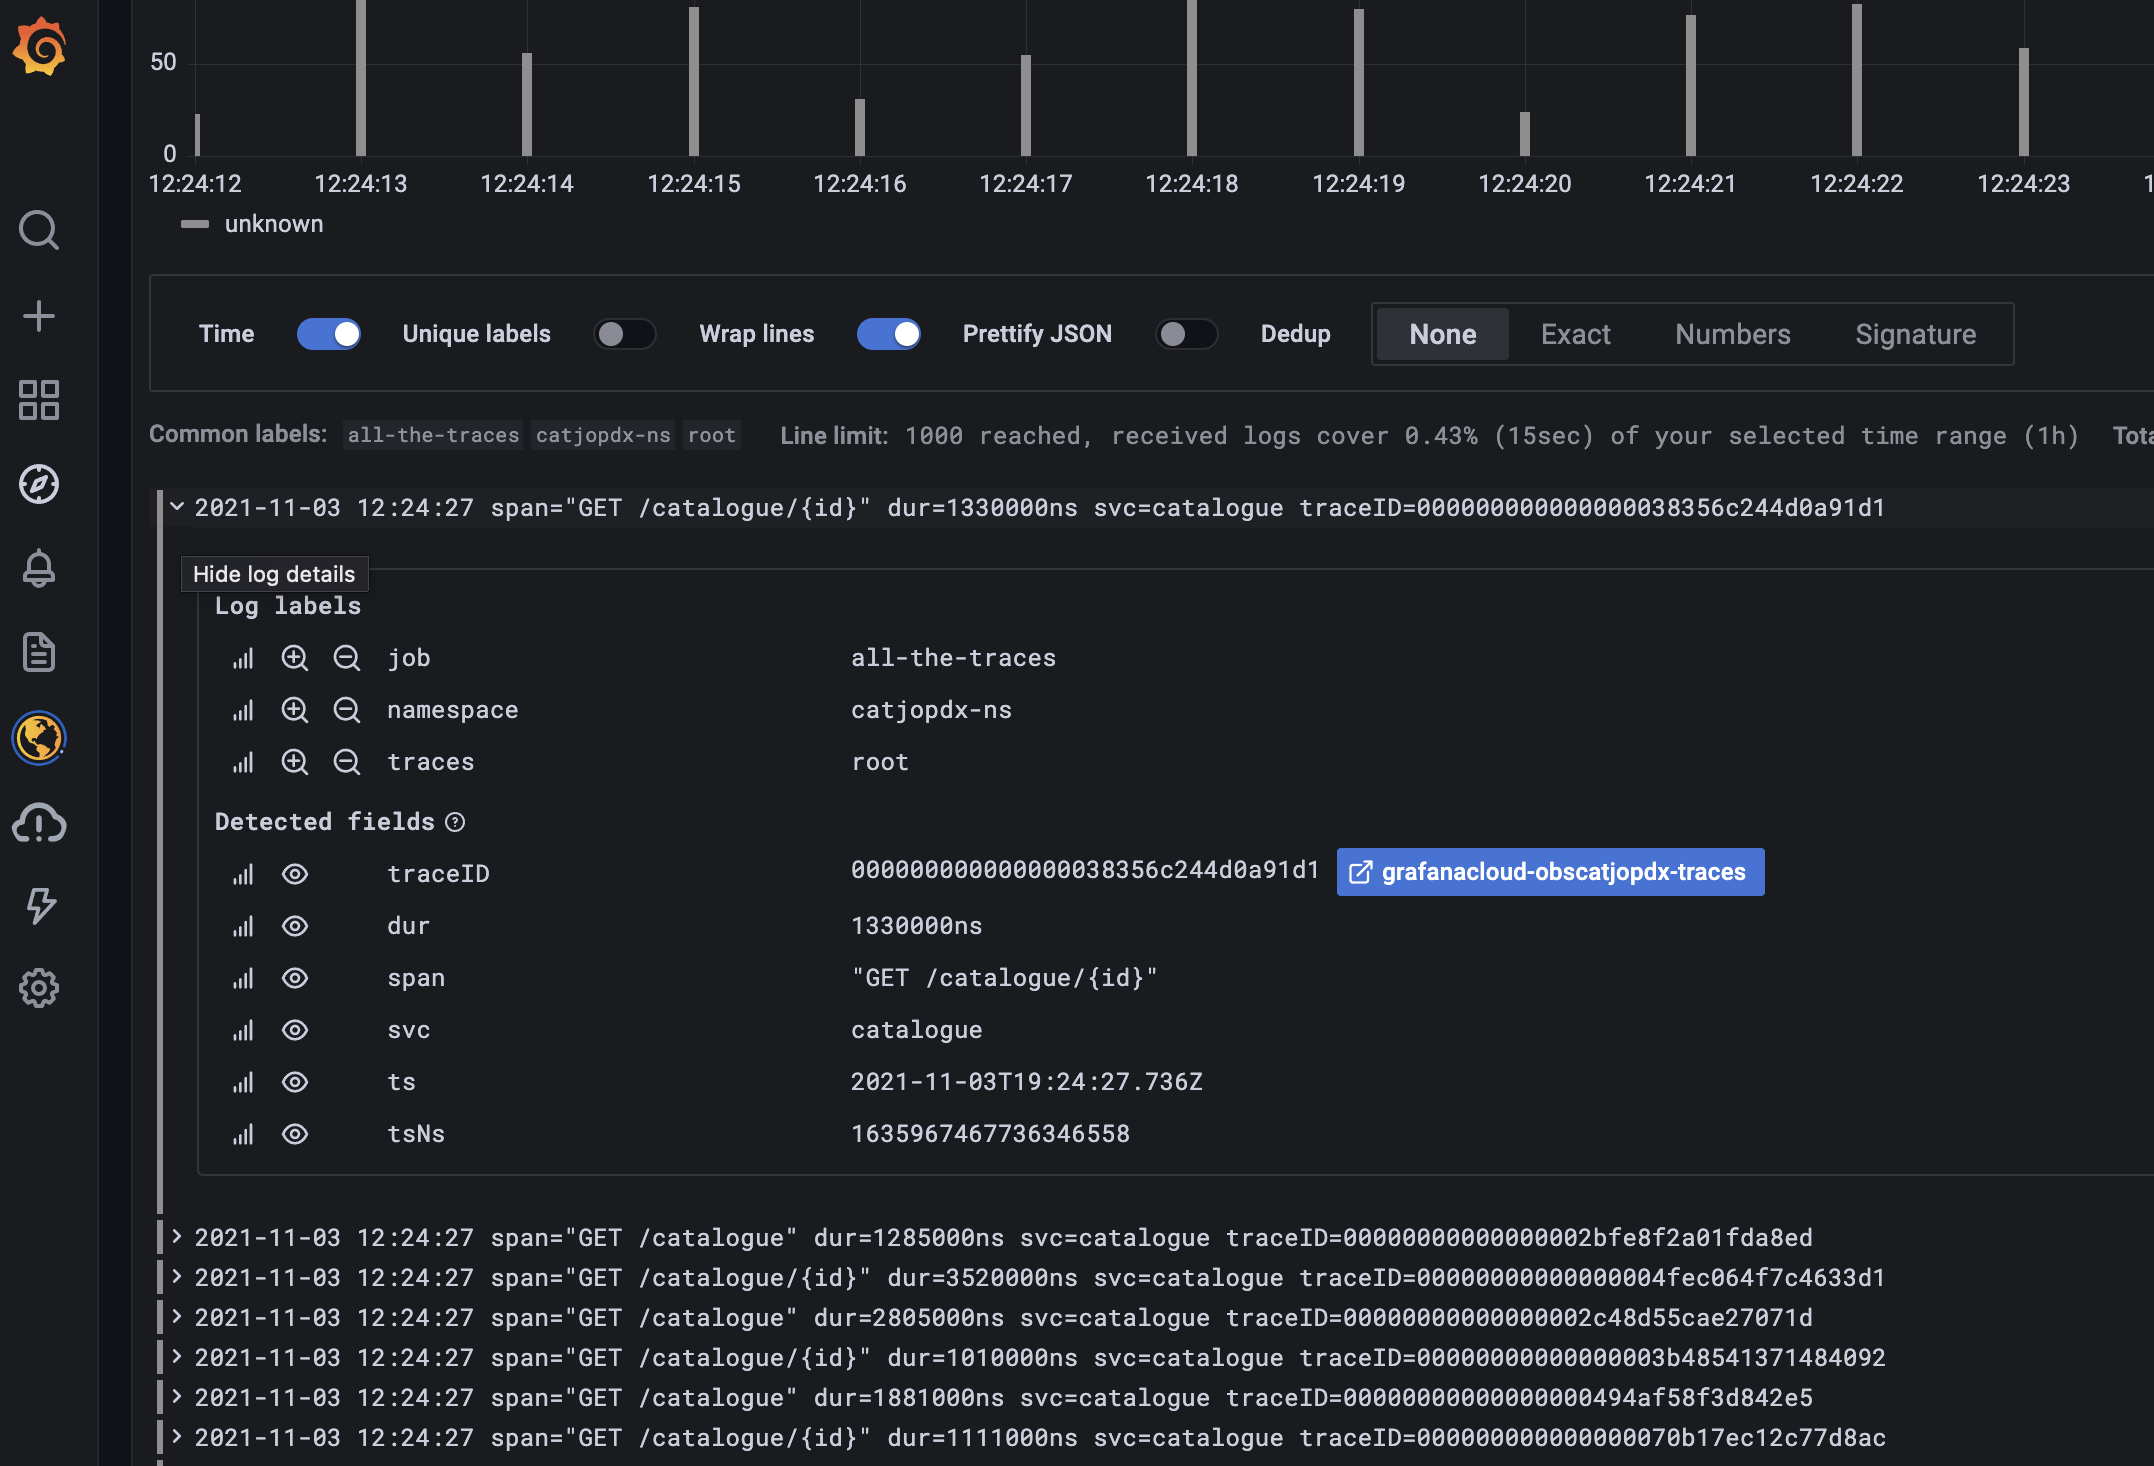 50
0
12:24:12 12:24:13 12:24:14 12:24:15 12:24:16 12:24:17 12:24:18 12:24:19 12:24:20 12:24:21 12:24:22 12:24:23
unknown
Time Unique labels Wrap lines Prettify JSON Dedup None Exact Numbers Signature
Common labels: all-the-traces catjopdx-ns root Line limit: 1000 reached, received logs cover 0.43% (15sec) of your selected time range (1h)
2021-11-03 12:24:27 span="GET /catalogue/{id}" dur=1330000ns svc=catalogue traceID=000000000000000038356c244d0a91d1
Hide log details
Log labels
job all-the-traces
namespace catjopdx-ns
traces root
Detected fields
traceID 000000000000000038356c244d0a91d1 grafanacloud-obscatjopdx-traces
dur 1330000ns
span "GET /catalogue/{id}"
svc catalogue
ts 2021-11-03T19:24:27.736Z
tsNs 1635967467736346558
2021-11-03 12:24:27 span="GET /catalogue" dur=1285000ns svc=catalogue traceID=00000000000000002bfe8f2a01fda8ed
2021-11-03 12:24:27 span="GET /catalogue/{id}" dur=3520000ns svc=catalogue traceID=00000000000000004fec064f7c4633d1
2021-11-03 12:24:27 span="GET /catalogue" dur=2805000ns svc=catalogue traceID=00000000000000002c48d55cae27071d
2021-11-03 12:24:27 span="GET /catalogue/{id}" dur=1010000ns svc=catalogue traceID=00000000000000003b48541371484092
2021-11-03 12:24:27 span="GET /catalogue" dur=1881000ns svc=catalogue traceID=00000000000000000494af58f3d842e5
2021-11-03 12:24:27 span="GET /catalogue/{id}" dur=1111000ns svc=catalogue traceID=000000000000000070b17ec12c77d8ac